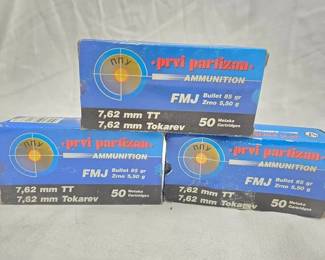 ППУ
prvi partizan
AMMUNITION
FMJ
Bullet 85 gr
Zrno 5,50 g
7,62 mm TT
7,62 mm Tokarev
50
Metaka
Cartridges
ППУ
prvi partizan
AMMUNITION
FMJ
Bullet 85 gr
Zrno 5,50 g
7,62 mm TT
7,62 mm Tokarev
50
Metaka
Cartridges
ППУ
prvi partizan
AMMUNITION
FMJ
Bullet 85 gr
Zrno 5,50 g
7,62 mm TT
7,62 mm Tokarev
50
Metaka
Cartridges